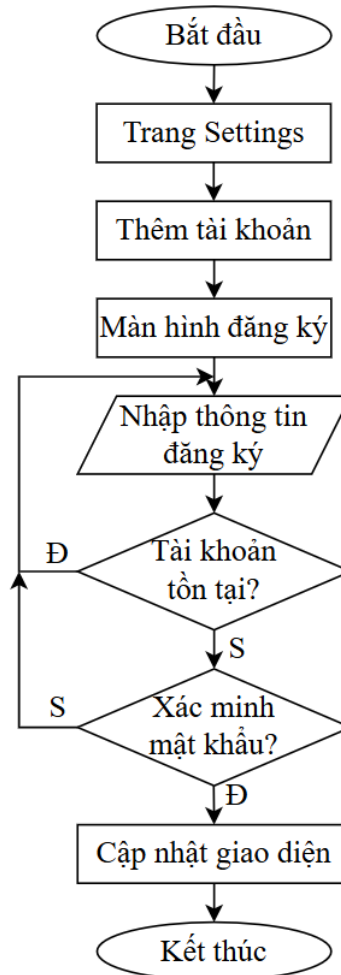 Bắt đầu
Trang Settings
Thêm tài khoản
Màn hình đăng ký
Nhập thông tin
đăng ký
Đ
Tài khoản
tồn tại?
S
S
Xác minh
mật khẩu?
Đ
Cập nhật giao diện
Kết thúc